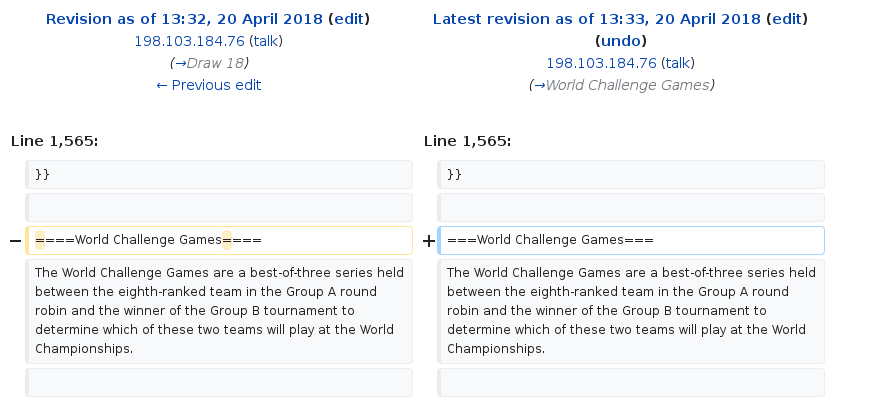 Revision as of 13:32, 20 April 2018 (edit)
198.103.184.76 (talk)
(→Draw 18)
← Previous edit
Latest revision as of 13:33, 20 April 2018 (edit)
(undo)
198.103.184.76 (talk)
(→World Challenge Games)
Line 1,565:
Line 1,565:
}}
}}
− ====World Challenge Games====
+ ===World Challenge Games===
The World Challenge Games are a best-of-three series held
between the eighth-ranked team in the Group A round
robin and the winner of the Group B tournament to
determine which of these two teams will play at the World
Championships.
The World Challenge Games are a best-of-three series held
between the eighth-ranked team in the Group A round
robin and the winner of the Group B tournament to
determine which of these two teams will play at the World
Championships.